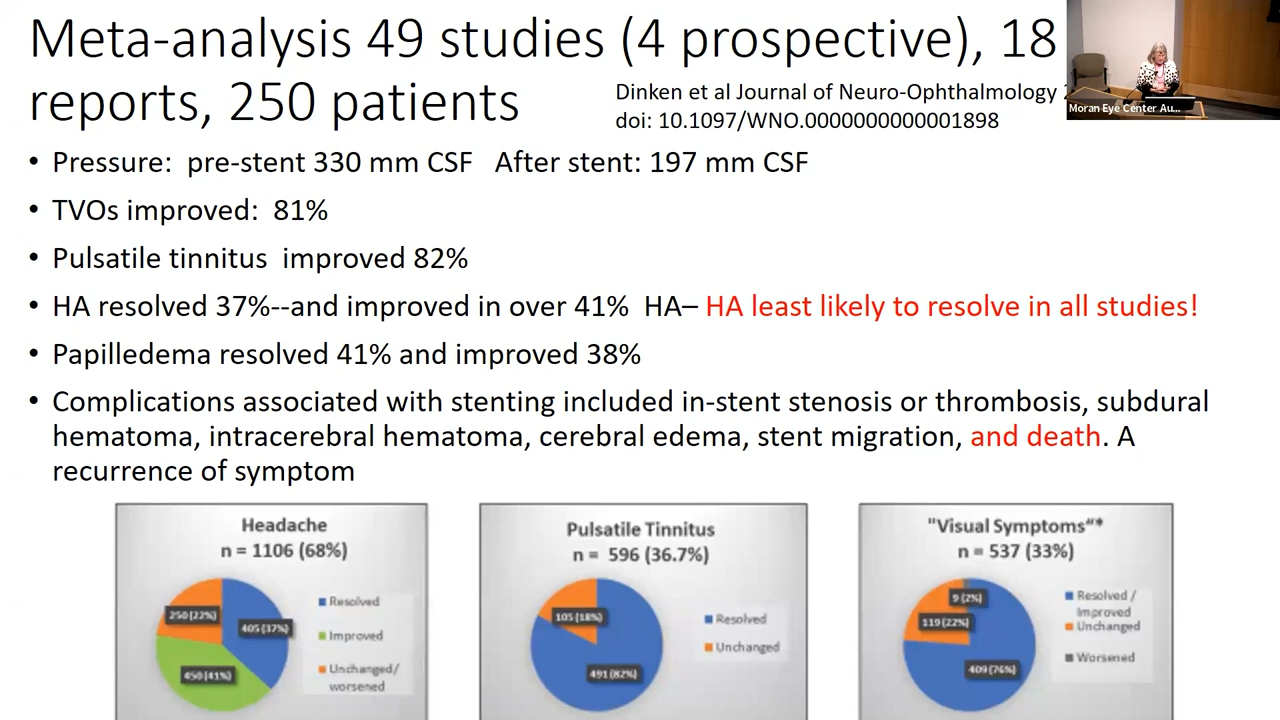 Meta-analysis 49 studies (4 prospective), 18
reports, 250 patients
Dinken et al Journal of Neuro-Ophthalmology
doi: 10.1097/WNO.0000000000001898
Moran Eye Center Au...
• Pressure: pre-stent 330 mm CSF After stent: 197 mm CSF
• TVOs improved: 81%
• Pulsatile tinnitus improved 82%
• HA resolved 37%--and improved in over 41% HA– HA least likely to resolve in all studies!
• Papilledema resolved 41% and improved 38%
• Complications associated with stenting included in-stent stenosis or thrombosis, subdural
hematoma, intracerebral hematoma, cerebral edema, stent migration, and death. A
recurrence of symptom
Headache
n = 1106 (68%)
250 (22%)
405 (37%)
450 (41%)
Resolved
Improved
Unchanged/
worsened
Pulsatile Tinnitus
n = 596 (36.7%)
105 (18%)
491 (82%)
Resolved
Unchanged
"Visual Symptoms“*
n = 537 (33%)
9 (2%)
119 (22%)
409 (76%)
Resolved /
Improved
Unchanged
Worsened